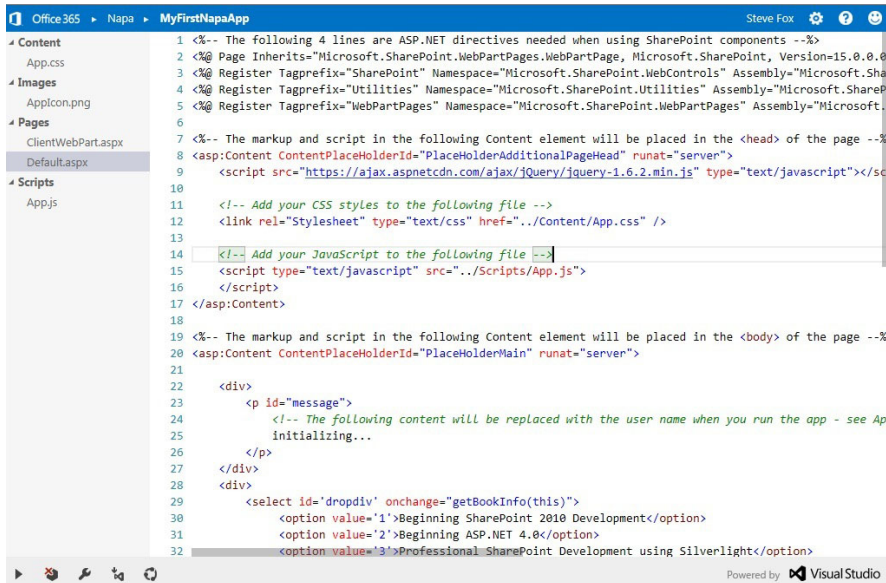 Office 365 ▸ Napa ▸ MyFirstNapaApp
Steve Fox
Content
App.css
Images
AppIcon.png
Pages
ClientWebPart.aspx
Default.aspx
Scripts
App.js
1 <%-- The following 4 lines are ASP.NET directives needed when using SharePoint components --%>
2 <%@ Page Inherits="Microsoft.SharePoint.WebPartPages.WebPartPage, Microsoft.SharePoint, Version=15.0.0.0
3 <%@ Register Tagprefix="SharePoint" Namespace="Microsoft.SharePoint.WebControls" Assembly="Microsoft.Sha
4 <%@ Register Tagprefix="Utilities" Namespace="Microsoft.SharePoint.Utilities" Assembly="Microsoft.ShareP
5 <%@ Register Tagprefix="WebPartPages" Namespace="Microsoft.SharePoint.WebPartPages" Assembly="Microsoft.
6
7 <%-- The markup and script in the following Content element will be placed in the <head> of the page --%
8 <asp:Content ContentPlaceHolderId="PlaceHolderAdditionalPageHead" runat="server">
9 <script src="https://ajax.aspnetcdn.com/ajax/jQuery/jquery-1.6.2.min.js" type="text/javascript"></sc
10
11 <!-- Add your CSS styles to the following file -->
12 <link rel="Stylesheet" type="text/css" href="../Content/App.css" />
13
14 <!-- Add your JavaScript to the following file -->
15 <script type="text/javascript" src="../Scripts/App.js">
16 </script>
17 </asp:Content>
18
19 <%-- The markup and script in the following Content element will be placed in the <body> of the page --%
20 <asp:Content ContentPlaceHolderId="PlaceHolderMain" runat="server">
21
22 <div>
23 <p id="message">
24 <!-- The following content will be replaced with the user name when you run the app - see Ap
25 initializing...
26 </p>
27 </div>
28 <div>
29 <select id='dropdiv' onchange="getBookInfo(this)">
30 <option value='1'>Beginning SharePoint 2010 Development</option>
31 <option value='2'>Beginning ASP.NET 4.0</option>
32 <option value='3'>Professional SharePoint Development using Silverlight</option>
Powered by Visual Studio